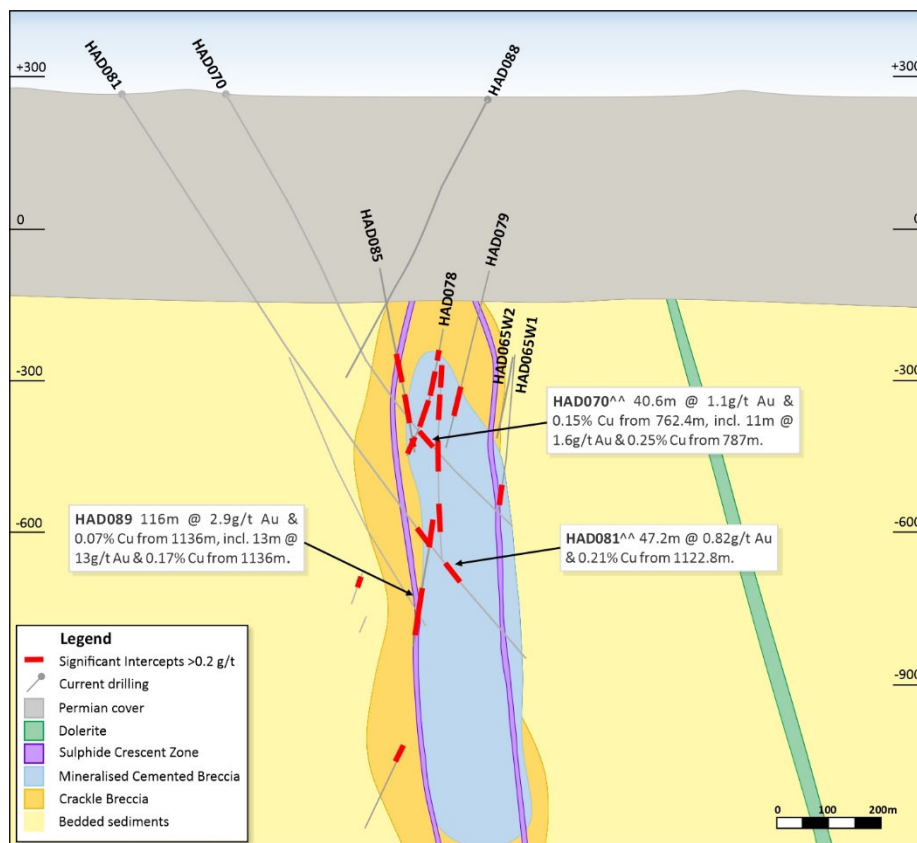 HAD081
HAD070
HAD088
+300
+300
0
0
HAD085
HAD079
HAD078
HAD065W2
HAD065W1
-300
-300
HAD070^^ 40.6m @ 1.1g/t Au &
0.15% Cu from 762.4m, incl. 11m @
1.6g/t Au & 0.25% Cu from 787m.
HAD089 116m @ 2.9g/t Au &
0.07% Cu from 1136m, incl. 13m @
13g/t Au & 0.17% Cu from 1136m.
-600
-600
HAD081^^ 47.2m @ 0.82g/t Au
& 0.21% Cu from 1122.8m.
Legend
Significant Intercepts >0.2 g/t
Current drilling
Permian cover
Dolerite
Sulphide Crescent Zone
Mineralised Cemented Breccia
Crackle Breccia
Bedded sediments
-900
0 100 200m